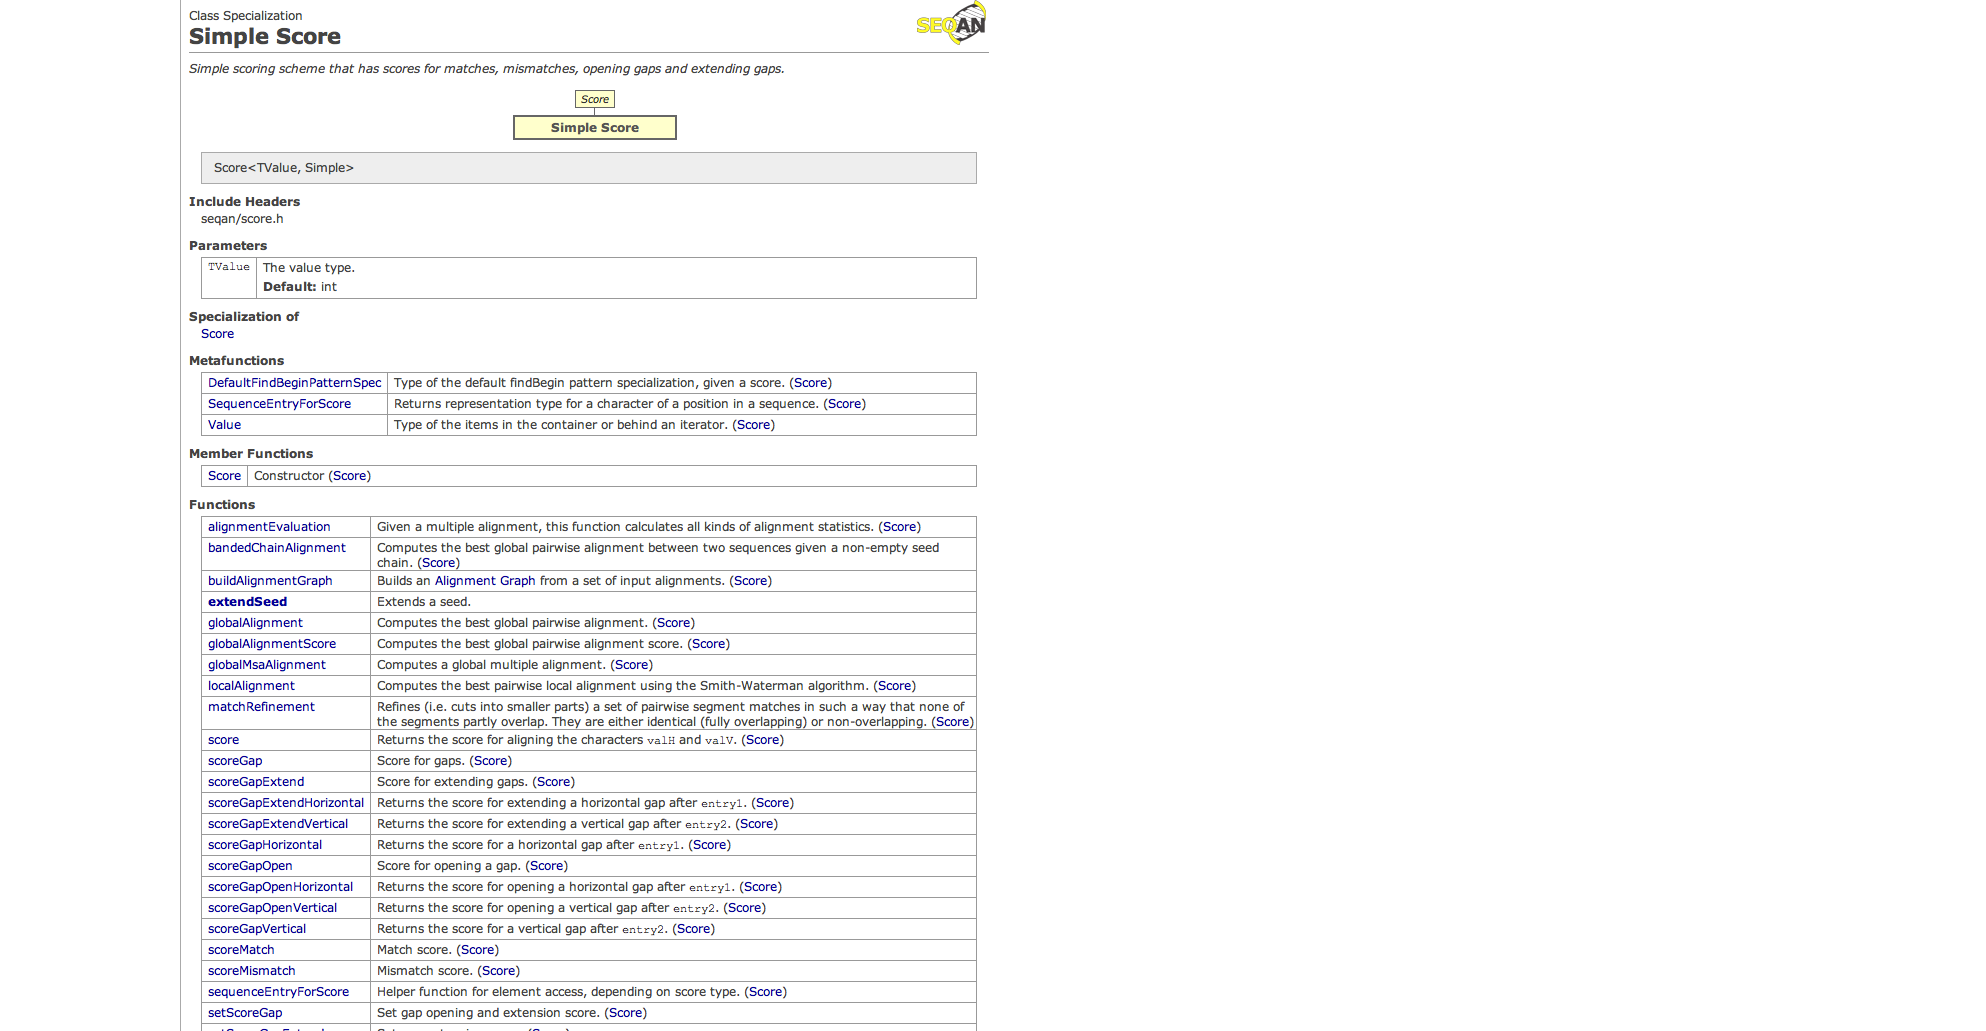 Class Specialization
SEQAN
Simple Score
Simple scoring scheme that has scores for matches, mismatches, opening gaps and extending gaps.
Score
Simple Score
Score<TValue, Simple>
Include Headers
seqan/score.h
Parameters
TValue The value type.
Default: int
Specialization of
Score
Metafunctions
DefaultFindBeginPatternSpec Type of the default findBegin pattern specialization, given a score. (Score)
SequenceEntryForScore Returns representation type for a character of a position in a sequence. (Score)
Value Type of the items in the container or behind an iterator. (Score)
Member Functions
Score Constructor (Score)
Functions
alignmentEvaluation Given a multiple alignment, this function calculates all kinds of alignment statistics. (Score)
bandedChainAlignment Computes the best global pairwise alignment between two sequences given a non-empty seed
chain. (Score)
buildAlignmentGraph Builds an Alignment Graph from a set of input alignments. (Score)
extendSeed Extends a seed.
globalAlignment Computes the best global pairwise alignment. (Score)
globalAlignmentScore Computes the best global pairwise alignment score. (Score)
globalMsaAlignment Computes a global multiple alignment. (Score)
localAlignment Computes the best pairwise local alignment using the Smith-Waterman algorithm. (Score)
matchRefinement Refines (i.e. cuts into smaller parts) a set of pairwise segment matches in such a way that none of
the segments partly overlap. They are either identical (fully overlapping) or non-overlapping. (Score)
score Returns the score for aligning the characters valH and valV. (Score)
scoreGap Score for gaps. (Score)
scoreGapExtend Score for extending gaps. (Score)
scoreGapExtendHorizontal Returns the score for extending a horizontal gap after entry1. (Score)
scoreGapExtendVertical Returns the score for extending a vertical gap after entry2. (Score)
scoreGapHorizontal Returns the score for a horizontal gap after entry1. (Score)
scoreGapOpen Score for opening a gap. (Score)
scoreGapOpenHorizontal Returns the score for opening a horizontal gap after entry1. (Score)
scoreGapOpenVertical Returns the score for opening a vertical gap after entry2. (Score)
scoreGapVertical Returns the score for a vertical gap after entry2. (Score)
scoreMatch Match score. (Score)
scoreMismatch Mismatch score. (Score)
sequenceEntryForScore Helper function for element access, depending on score type. (Score)
setScoreGap Set gap opening and extension score. (Score)